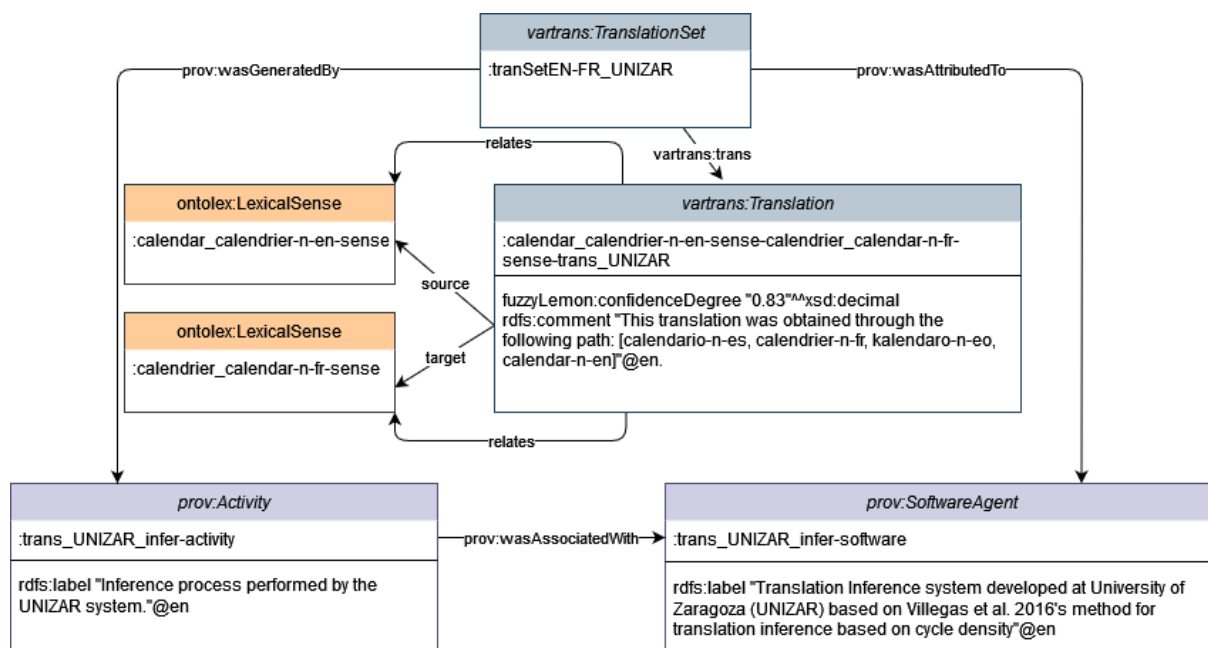 vartrans:TranslationSet
:tranSetEN-FR_UNIZAR
prov:wasGeneratedBy
prov:wasAttributedTo
relates
vartrans:trans
ontolex:LexicalSense
:calendar_calendrier-n-en-sense
vartrans:Translation
:calendar_calendrier-n-en-sense-calendrier_calendar-n-fr-
sense-trans_UNIZAR
source
fuzzyLemon:confidenceDegree "0.83"^^xsd:decimal
rdfs:comment "This translation was obtained through the
following path: [calendario-n-es, calendrier-n-fr, kalendaro-n-eo,
calendar-n-en]"@en.
ontolex:LexicalSense
:calendrier_calendar-n-fr-sense
target
relates
prov:Activity
:trans_UNIZAR_infer-activity
rdfs:label "Inference process performed by the
UNIZAR system."@en
prov:wasAssociatedWith
prov:SoftwareAgent
:trans_UNIZAR_infer-software
rdfs:label "Translation Inference system developed at University of
Zaragoza (UNIZAR) based on Villegas et al. 2016's method for
translation inference based on cycle density"@en